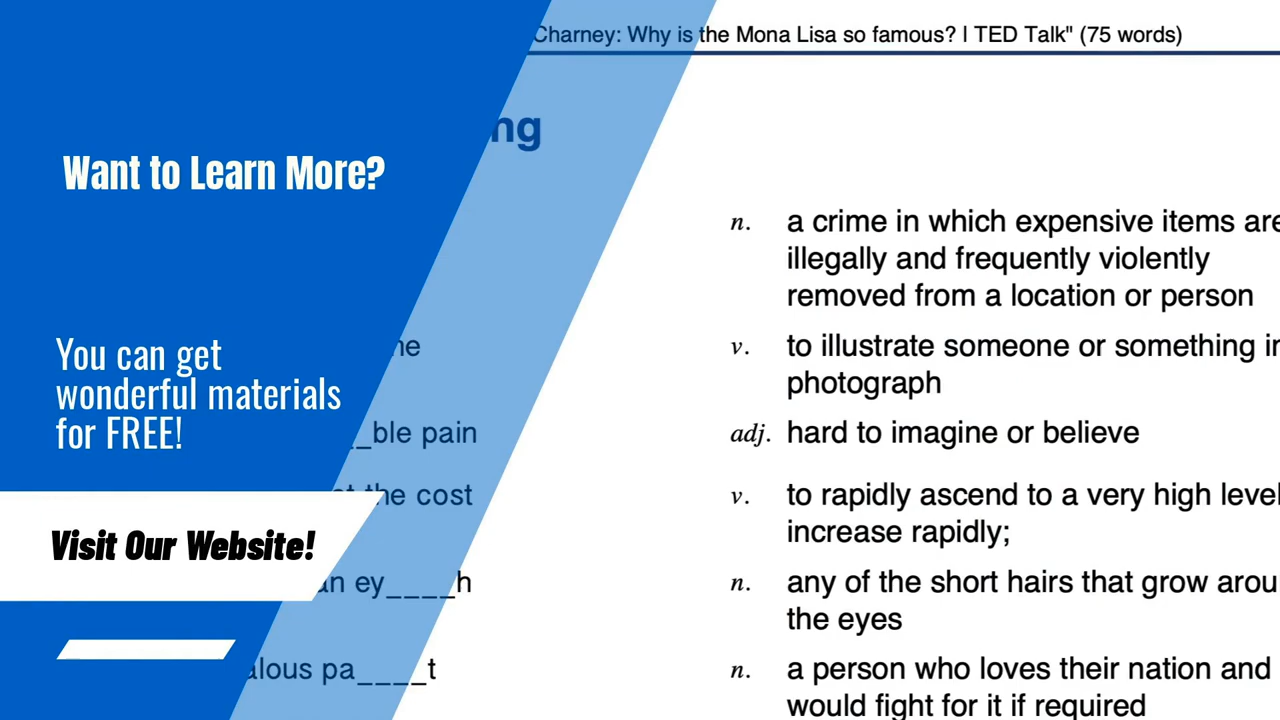 Charney: Why is the Mona Lisa so famous? | TED Talk" (75 words)
Want to Learn More?
You can get
wonderful materials
for FREE!
Visit Our Website!
ng
n. a crime in which expensive items are
illegally and frequently violently
removed from a location or person
ne
v. to illustrate someone or something in
photograph
_ble pain
adj. hard to imagine or believe
the cost
v. to rapidly ascend to a very high level
increase rapidly;
an ey____h
n. any of the short hairs that grow arou
the eyes
alous pa____t
n. a person who loves their nation and
would fight for it if required